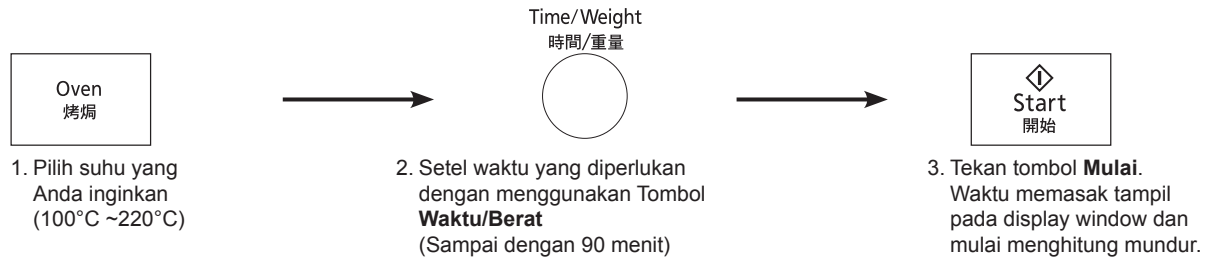 Oven
烤焗
Time/Weight
時間/重量
Start
開始
1. Pilih suhu yang
Anda inginkan
(100°C ~220°C)
2. Setel waktu yang diperlukan
dengan menggunakan Tombol
Waktu/Berat
(Sampai dengan 90 menit)
3. Tekan tombol Mulai.
Waktu memasak tampil
pada display window dan
mulai menghitung mundur.